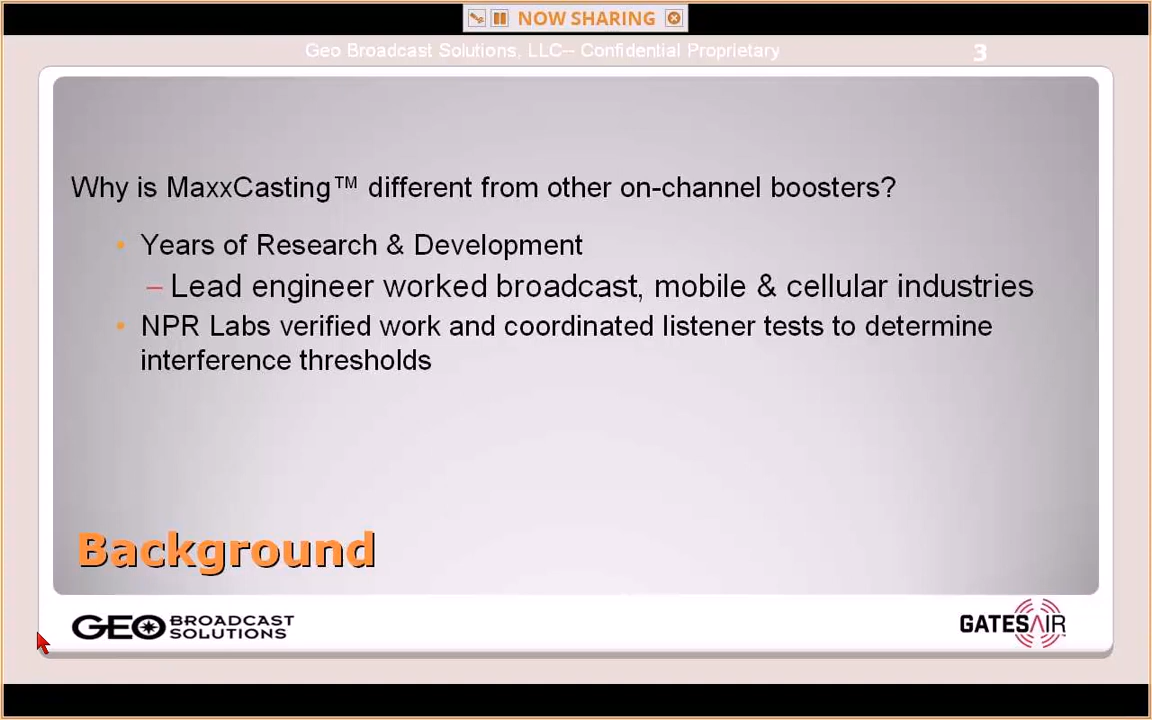 NOW SHARING
Geo Broadcast Solutions, LLC-- Confidential Proprietary 3
Why is MaxxCasting™ different from other on-channel boosters?
• Years of Research & Development
– Lead engineer worked broadcast, mobile & cellular industries
• NPR Labs verified work and coordinated listener tests to determine
interference thresholds
Background
GEO BROADCAST
SOLUTIONS
GATESAIR